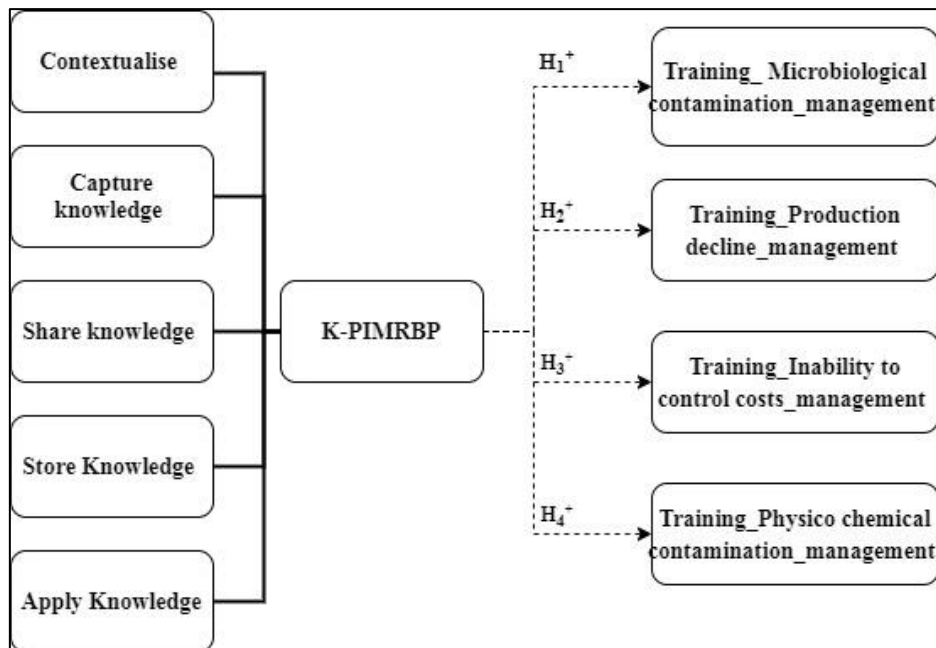 Contextualise
Capture
knowledge
Share knowledge
Store Knowledge
Apply Knowledge
K-PIMRBP
H₁⁺
H₂⁺
H₃⁺
H₄⁺
Training_ Microbiological
contamination_management
Training_Production
decline_management
Training_Inability to
control costs_management
Training_Physico chemical
contamination_management